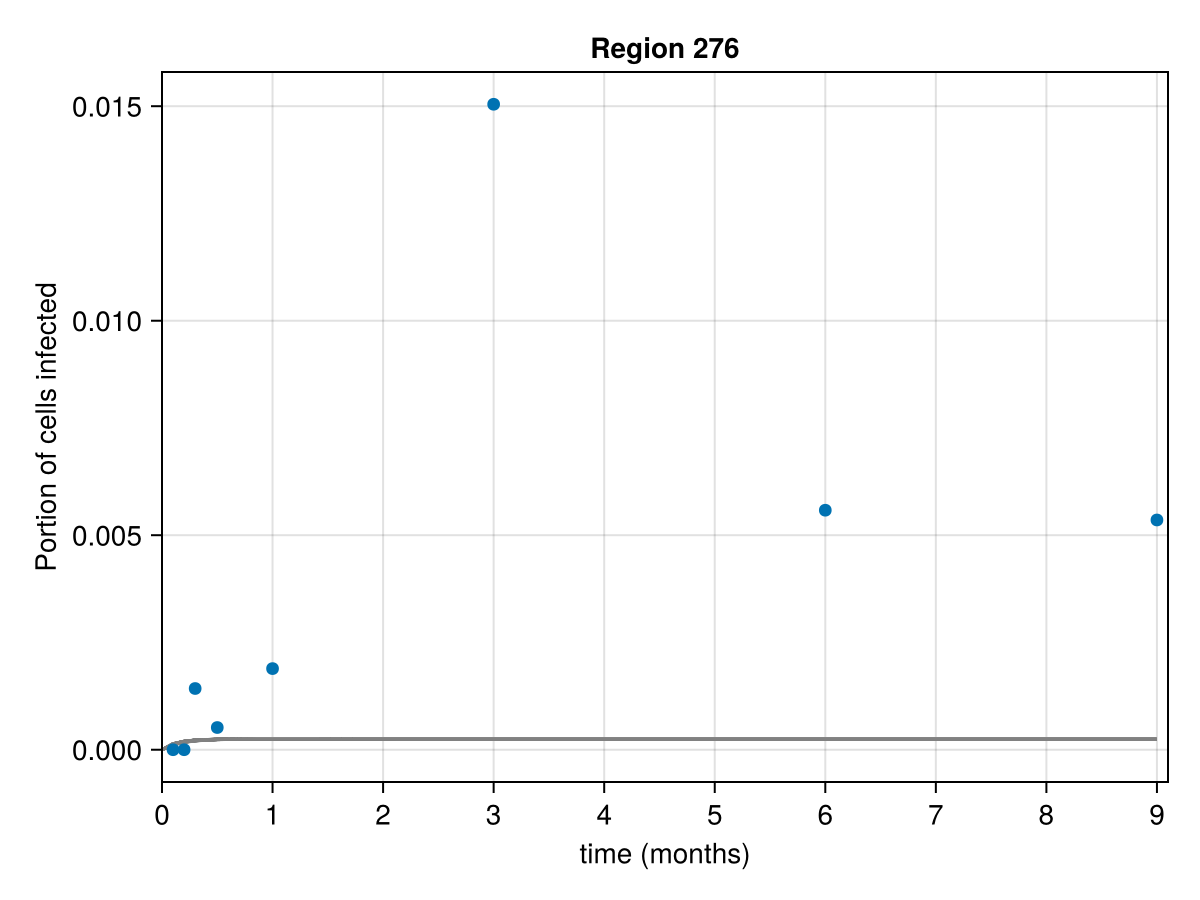 Region 276
Portion of cells infected
0.015
0.010
0.005
0.000
0 1 2 3 4 5 6 7 8 9
time (months)